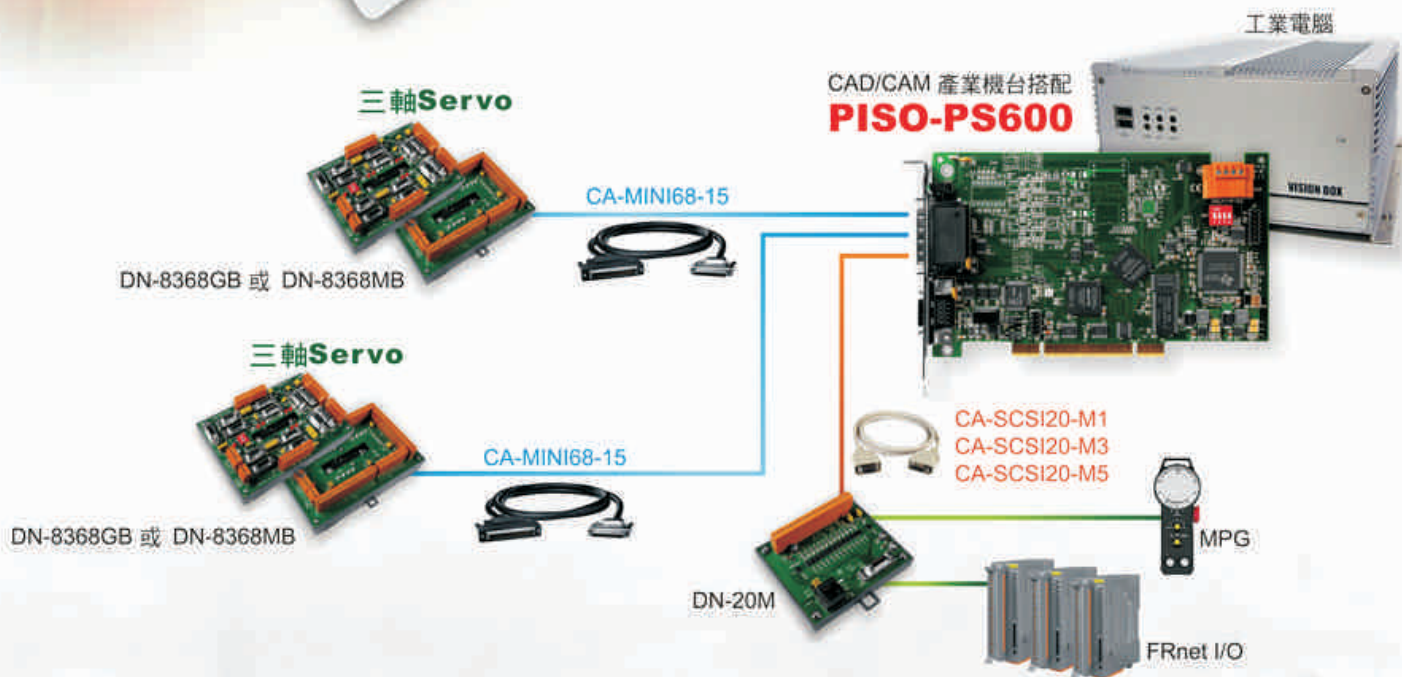 工業電腦
CAD/CAM 產業機台搭配
PISO-PS600
VISION BOX
三軸Servo
CA-MINI68-15
DN-8368GB 或 DN-8368MB
三軸Servo
CA-MINI68-15
DN-8368GB 或 DN-8368MB
CA-SCSI20-M1
CA-SCSI20-M3
CA-SCSI20-M5
MPG
DN-20M
FRnet I/O